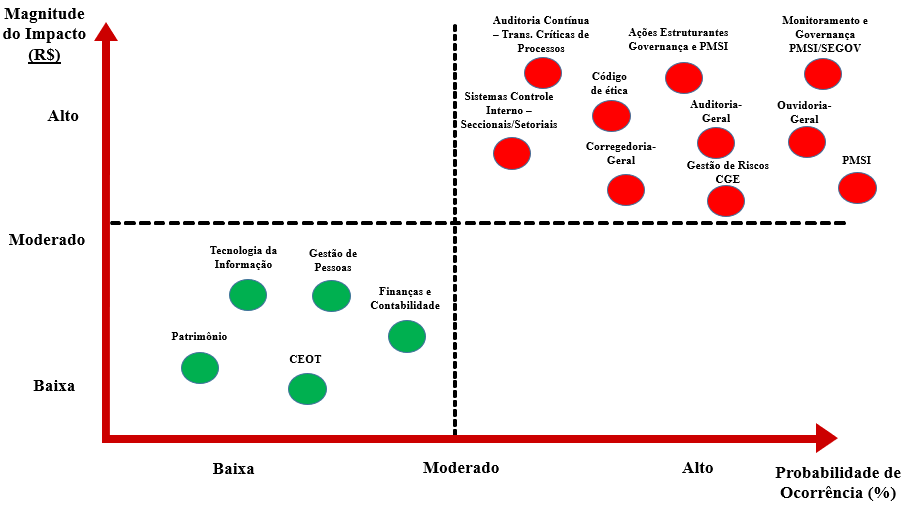 Magnitude
do Impacto
(R$)
Alto
Moderado
Baixa
Auditoria Contínua
– Trans. Críticas de
Processos
Ações Estruturantes
Governança e PMSI
Monitoramento e
Governança
PMSI/SEGOV
Sistemas Controle
Interno –
Seccionais/Setoriais
Código
de ética
Auditoria-
Geral
Ouvidoria-
Geral
Corregedoria-
Geral
Gestão de Riscos
CGE
PMSI
Tecnologia da
Informação
Gestão de
Pessoas
Finanças e
Contabilidade
Patrimônio
CEOT
Baixa
Moderado
Alto
Probabilidade de
Ocorrência (%)